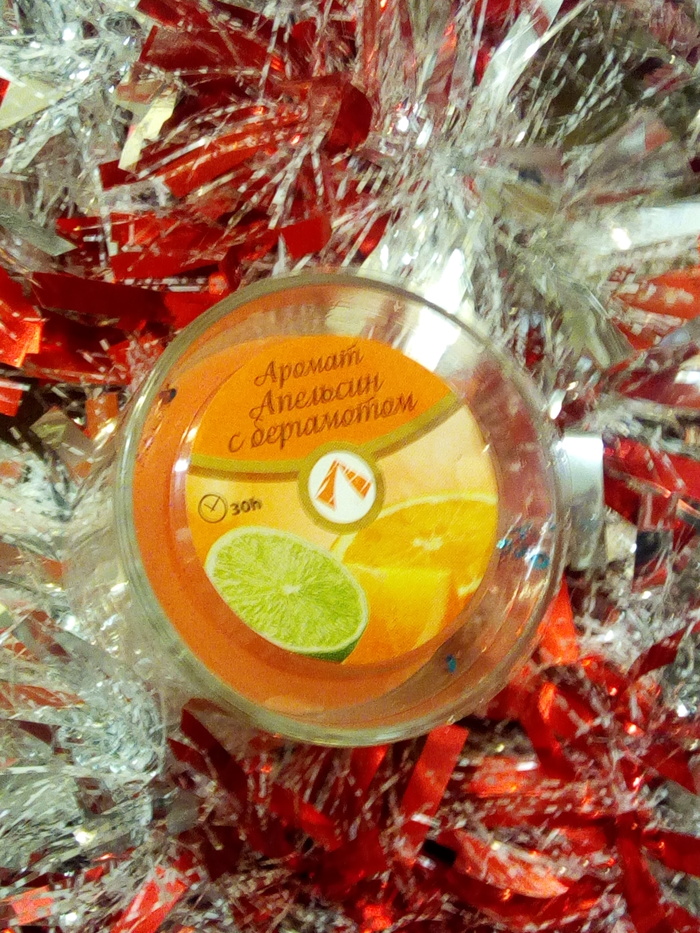 Аромат
Апельсин
с бергамотом
30h